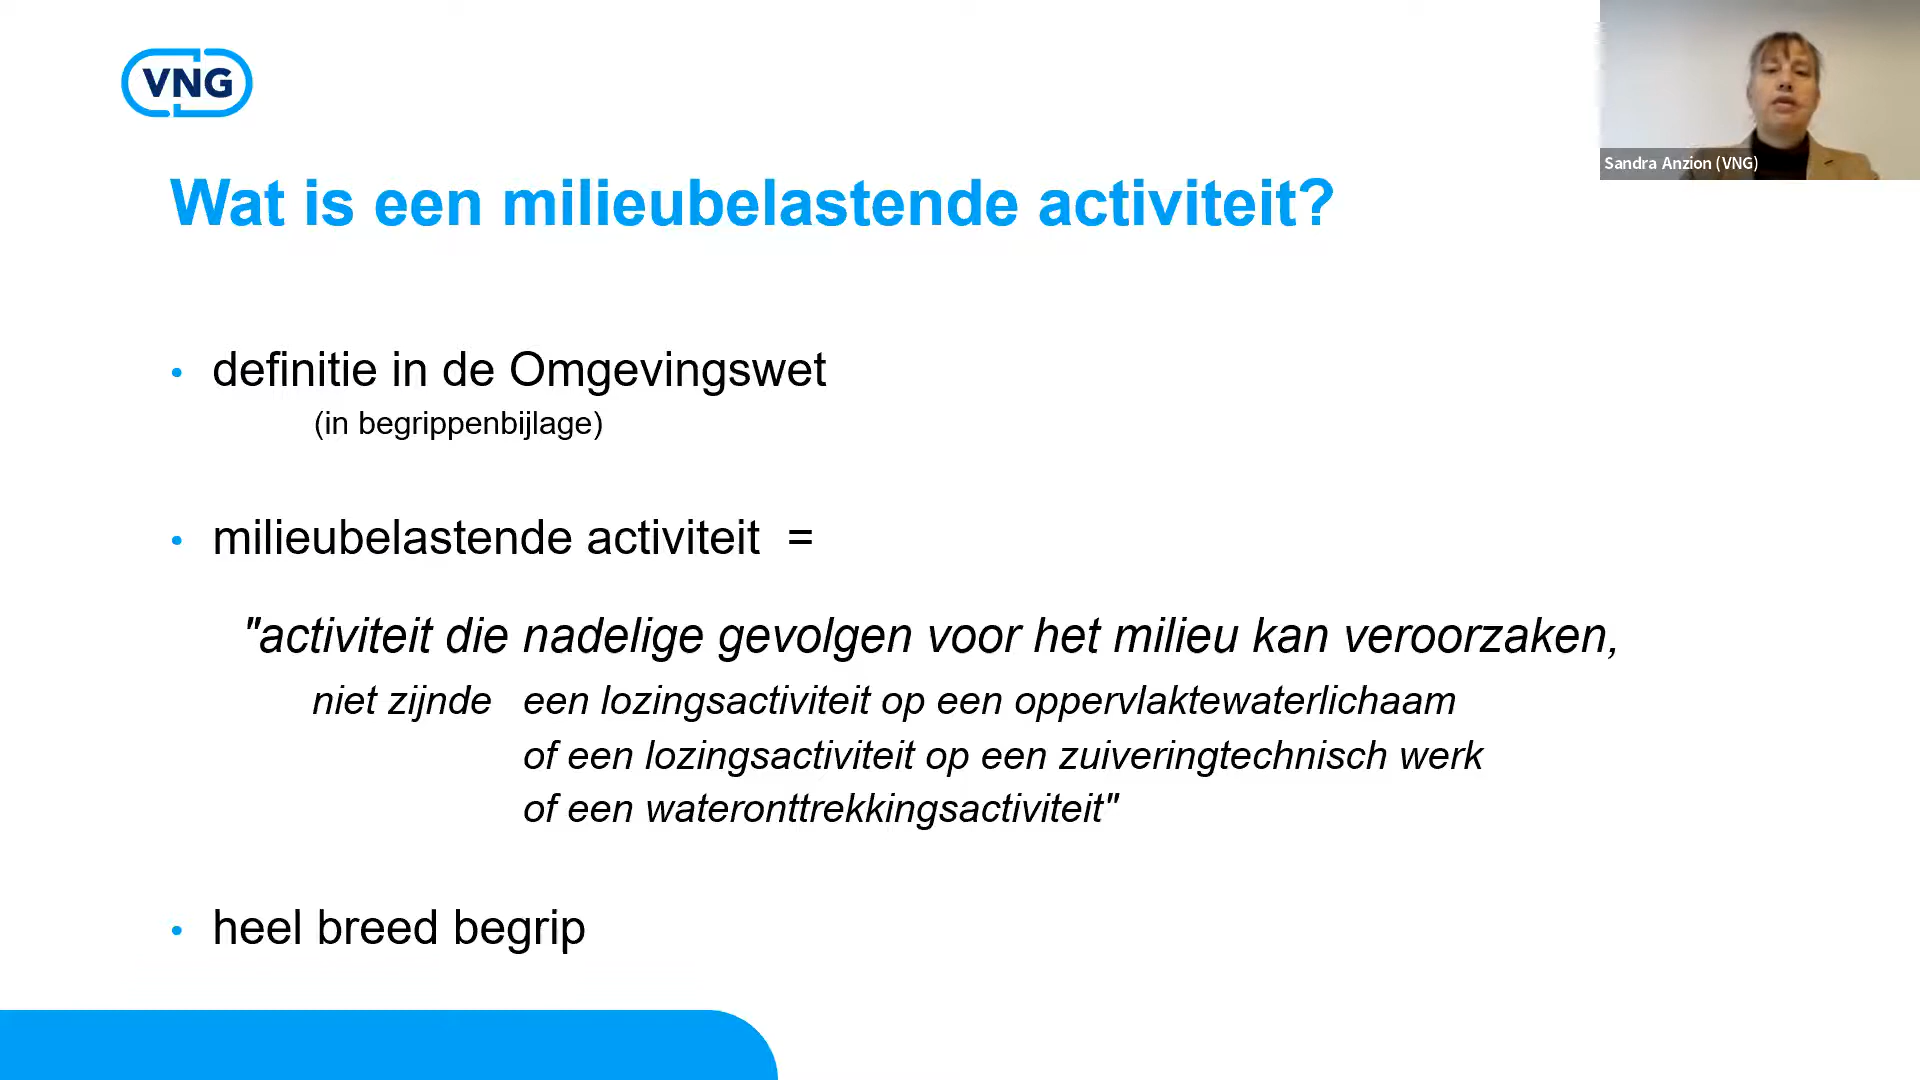 VNG
Sandra Anzion (VNG)
Wat is een milieubelastende activiteit?
• definitie in de Omgevingswet
(in begrippenbijlage)
• milieubelastende activiteit =
"activiteit die nadelige gevolgen voor het milieu kan veroorzaken,
niet zijnde een lozingsactiviteit op een oppervlaktewaterlichaam
of een lozingsactiviteit op een zuiveringtechnisch werk
of een wateronttrekkingsactiviteit"
• heel breed begrip